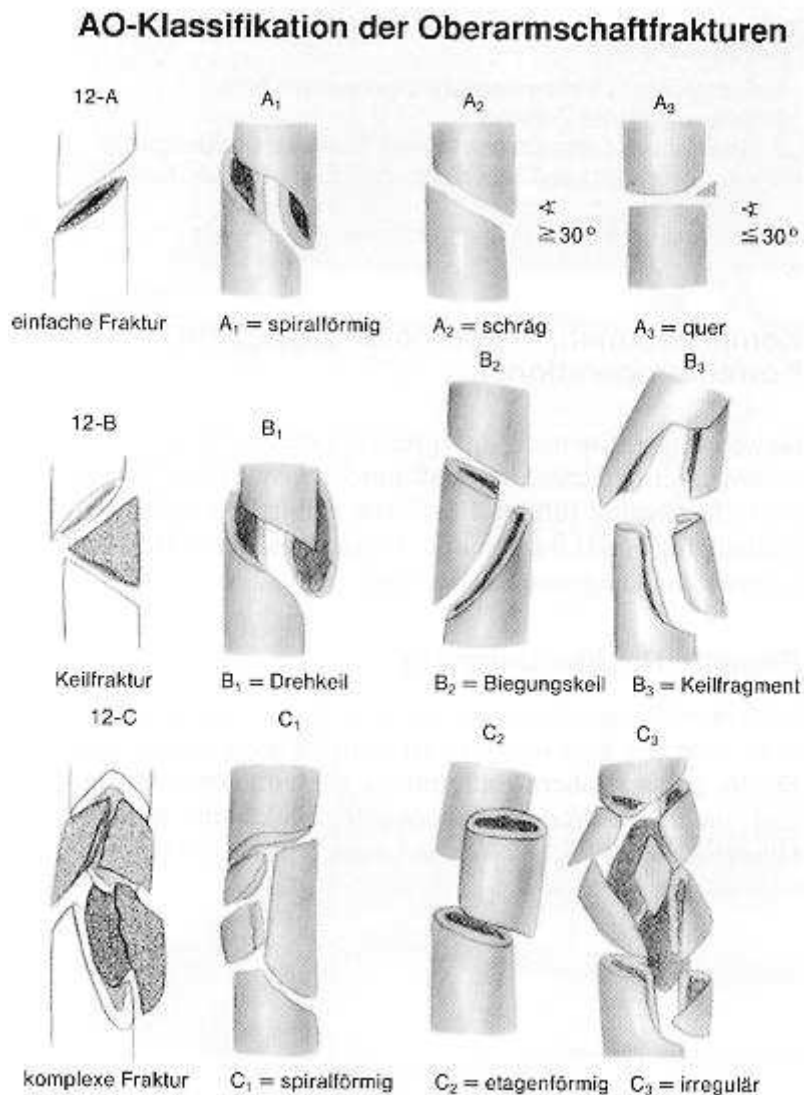 AO-Klassifikation der Oberarmschaftfrakturen
12-A A₁ A₂ A₃
∢ ∢
≧ 30° ≦ 30°
einfache Fraktur A₁ = spiralförmig A₂ = schräg A₃ = quer
12-B B₁ B₂ B₃
Keilfraktur B₁ = Drehkeil B₂ = Biegungskeil B₃ = Keilfragment
12-C C₁ C₂ C₃
komplexe Fraktur C₁ = spiralförmig C₂ = etagenförmig C₃ = irregulär